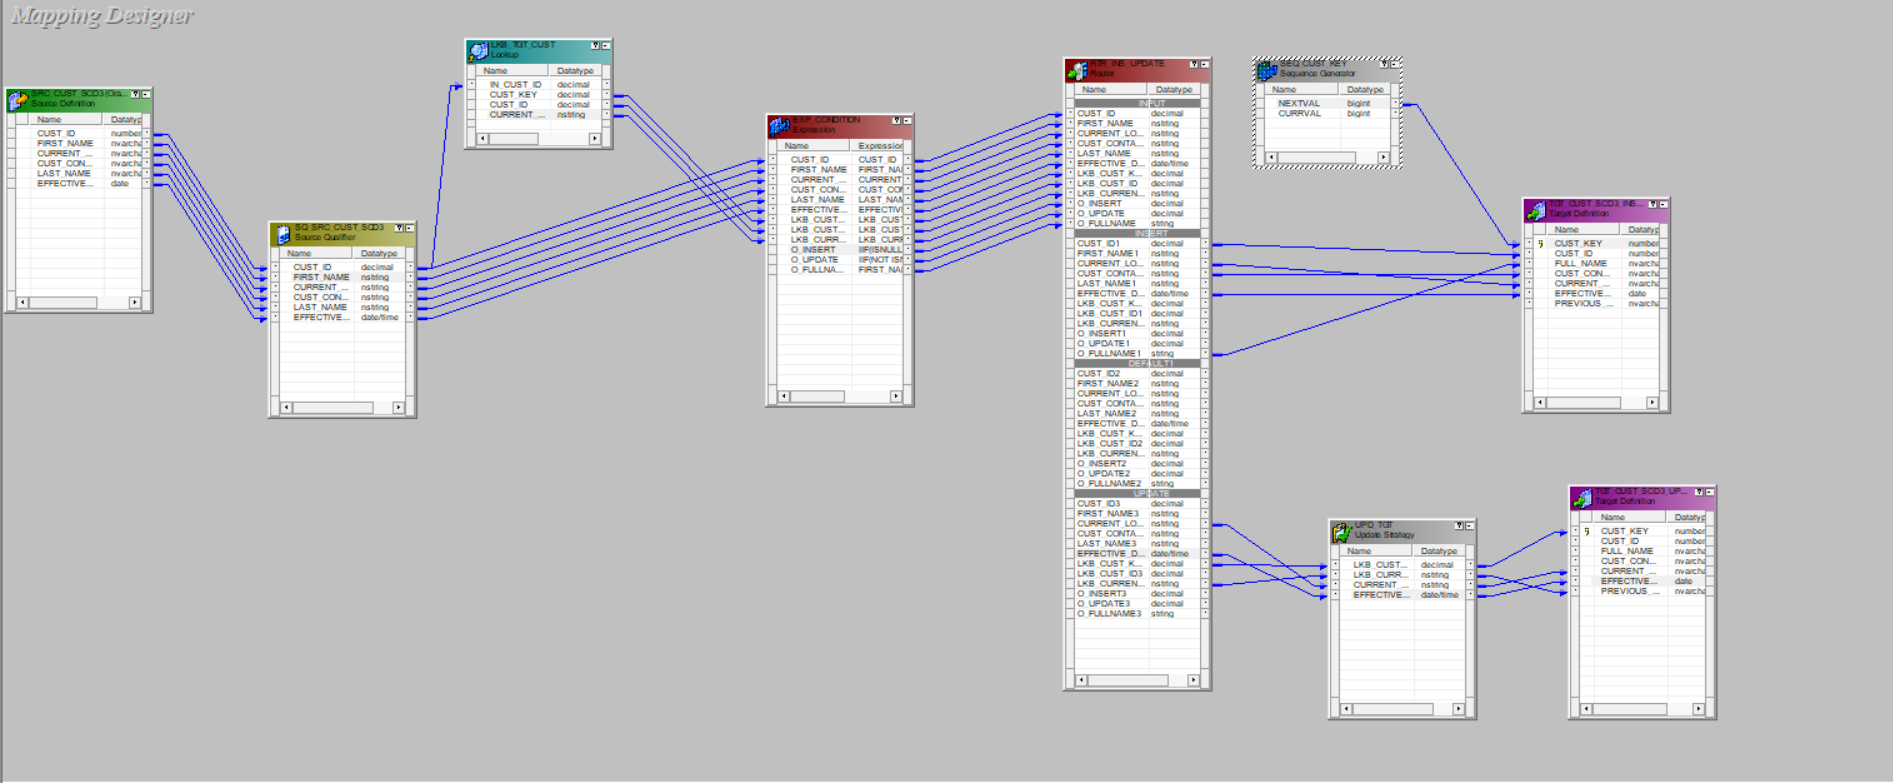 Mapping Designer
SRC_CUST_SCD3 (Ora...
Source Definition
Name Datatyp
CUST_ID number
FIRST_NAME nvarcha
CURRENT_... nvarcha
CUST_CON... nvarcha
LAST_NAME nvarcha
EFFECTIVE... date
SQ_SRC_CUST_SCD3
Source Qualifier
Name Datatype
CUST_ID decimal
FIRST_NAME nstring
CURRENT_... nstring
CUST_CON... nstring
LAST_NAME nstring
EFFECTIVE... date/time
LKB_TGT_CUST
Lookup
Name Datatype
IN_CUST_ID decimal
CUST_KEY decimal
CUST_ID decimal
CURRENT_... nstring
EXP_CONDITION
Expression
Name Expression
CUST_ID CUST_ID
FIRST_NAME FIRST_NA
CURRENT_... CURRENT
CUST_CON... CUST_CO
LAST_NAME LAST_NAM
EFFECTIVE... EFFECTIV
LKB_CUST... LKB_CUS
LKB_CUST... LKB_CUS
LKB_CURR... LKB_CUR
O_INSERT IIF(ISNULL
O_UPDATE IIF(NOT ISN
O_FULLNA... FIRST_NA
RTR_INS_UPDATE
Router
Name Datatype
INPUT
CUST_ID decimal
FIRST_NAME nstring
CURRENT_LO... nstring
CUST_CONTA... nstring
LAST_NAME nstring
EFFECTIVE_D... date/time
LKB_CUST_K... decimal
LKB_CUST_ID decimal
LKB_CURREN... nstring
O_INSERT decimal
O_UPDATE decimal
O_FULLNAME string
INSERT
CUST_ID1 decimal
FIRST_NAME1 nstring
CURRENT_LO... nstring
CUST_CONTA... nstring
LAST_NAME1 nstring
EFFECTIVE_D... date/time
LKB_CUST_K... decimal
LKB_CUST_ID1 decimal
LKB_CURREN... nstring
O_INSERT1 decimal
O_UPDATE1 decimal
O_FULLNAME1 string
DEFAULT1
CUST_ID2 decimal
FIRST_NAME2 nstring
CURRENT_LO... nstring
CUST_CONTA... nstring
LAST_NAME2 nstring
EFFECTIVE_D... date/time
LKB_CUST_K... decimal
LKB_CUST_ID2 decimal
LKB_CURREN... nstring
O_INSERT2 decimal
O_UPDATE2 decimal
O_FULLNAME2 string
UPDATE
CUST_ID3 decimal
FIRST_NAME3 nstring
CURRENT_LO... nstring
CUST_CONTA... nstring
LAST_NAME3 nstring
EFFECTIVE_D... date/time
LKB_CUST_K... decimal
LKB_CUST_ID3 decimal
LKB_CURREN... nstring
O_INSERT3 decimal
O_UPDATE3 decimal
O_FULLNAME3 string
SEQ_CUST_KEY
Sequence Generator
Name Datatype
NEXTVAL bigint
CURRVAL bigint
TGT_CUST_SCD3_INS...
Target Definition
Name Datatyp
CUST_KEY number
CUST_ID number
FULL_NAME nvarcha
CUST_CON... nvarcha
CURRENT_... nvarcha
EFFECTIVE... date
PREVIOUS_... nvarcha
UPD_TGT
Update Strategy
Name Datatype
LKB_CUST... decimal
LKB_CURR... nstring
CURRENT_... nstring
EFFECTIVE... date/time
TGT_CUST_SCD3_UP...
Target Definition
Name Datatyp
CUST_KEY number
CUST_ID number
FULL_NAME nvarcha
CUST_CON... nvarcha
CURRENT_... nvarcha
EFFECTIVE... date
PREVIOUS_... nvarcha